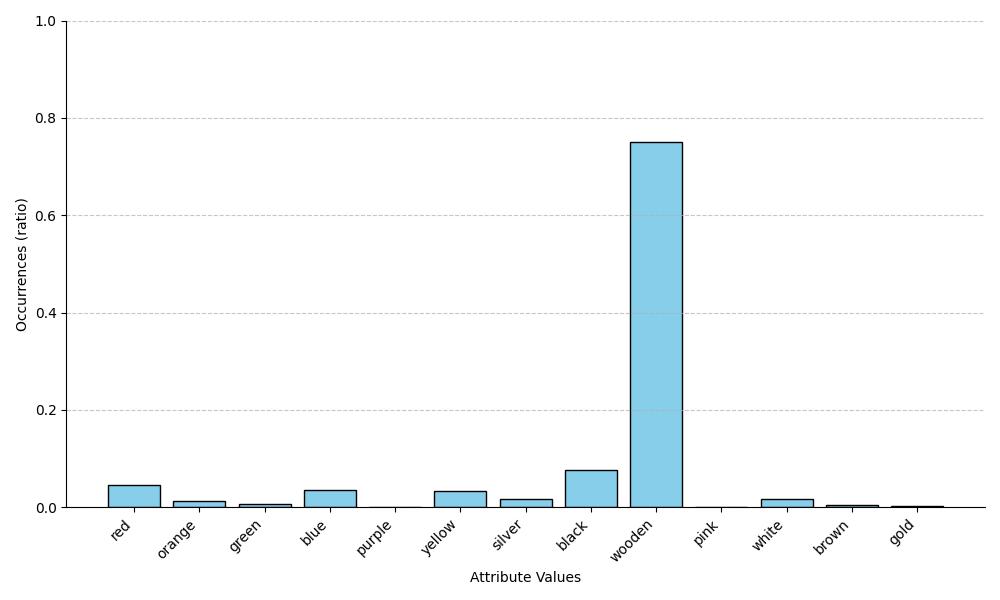 1.0
0.8
0.6
0.4
0.2
0.0
Occurrences (ratio)
red orange green blue purple yellow silver black wooden pink white brown gold
Attribute Values